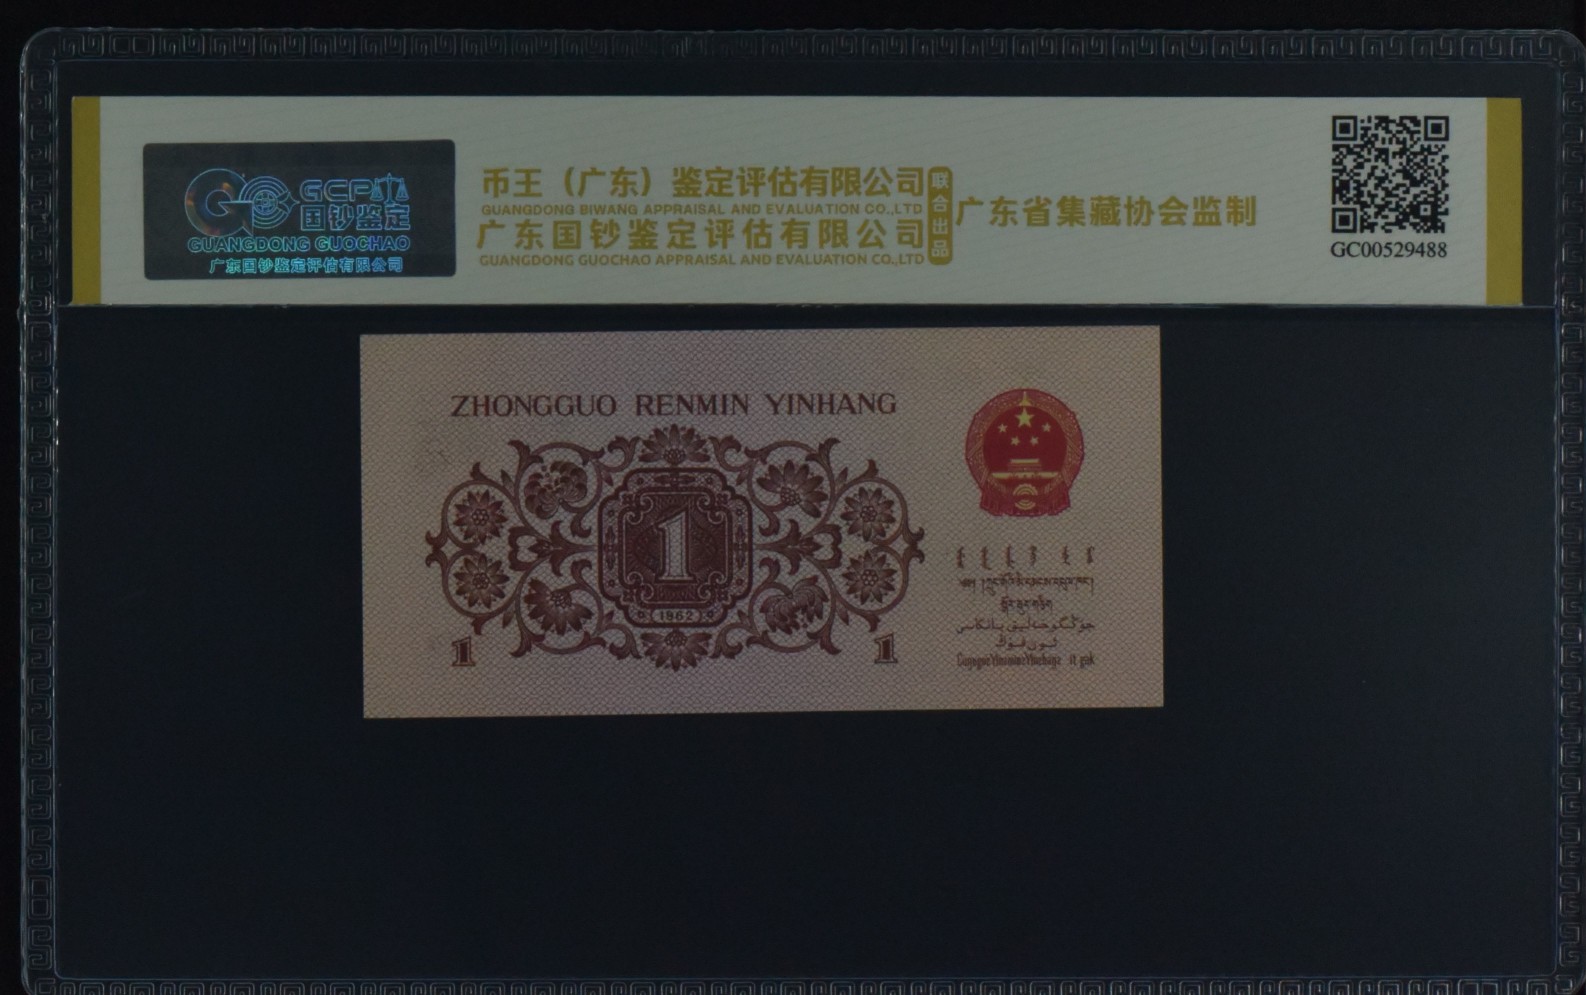 GCP
国钞鉴定
GUANGDONG GUOCHAO
广东国钞鉴定评估有限公司
币王（广东）鉴定评估有限公司
GUANGDONG BIWANG APPRAISAL AND EVALUATION CO.,LTD
广东国钞鉴定评估有限公司
GUANGDONG GUOCHAO APPRAISAL AND EVALUATION CO.,LTD
联合出品
广东省集藏协会监制
GC00529488
ZHONGGUO RENMIN YINHANG
1
1962
1
1